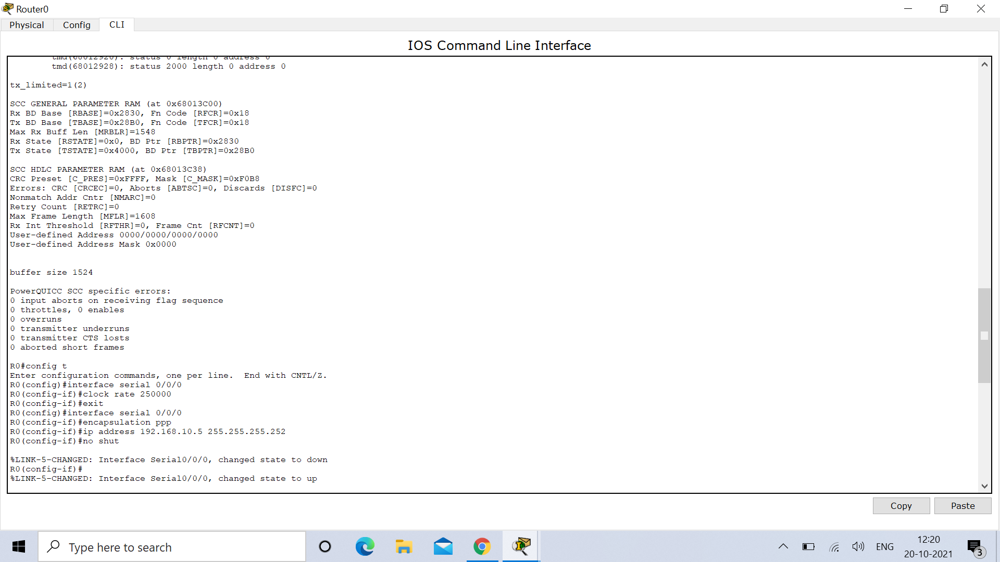 Router0
Physical Config CLI
IOS Command Line Interface
tmd(68012920): status 0 length 0 address 0
tmd(68012928): status 2000 length 0 address 0
tx_limited=1(2)
SCC GENERAL PARAMETER RAM (at 0x68013C00)
Rx BD Base [RBASE]=0x2830, Fn Code [RFCR]=0x18
Tx BD Base [TBASE]=0x28B0, Fn Code [TFCR]=0x18
Max Rx Buff Len [MRBLR]=1548
Rx State [RSTATE]=0x0, BD Ptr [RBPTR]=0x2830
Tx State [TSTATE]=0x4000, BD Ptr [TBPTR]=0x28B0
SCC HDLC PARAMETER RAM (at 0x68013C38)
CRC Preset [C_PRES]=0xFFFF, Mask [C_MASK]=0xF0B8
Errors: CRC [CRCEC]=0, Aborts [ABTSC]=0, Discards [DISFC]=0
Nonmatch Addr Cntr [NMARC]=0
Retry Count [RETRC]=0
Max Frame Length [MFLR]=1608
Rx Int Threshold [RFTHR]=0, Frame Cnt [RFCNT]=0
User-defined Address 0000/0000/0000/0000
User-defined Address Mask 0x0000
buffer size 1524
PowerQUICC SCC specific errors:
0 input aborts on receiving flag sequence
0 throttles, 0 enables
0 overruns
0 transmitter underruns
0 transmitter CTS losts
0 aborted short frames
R0#config t
Enter configuration commands, one per line.  End with CNTL/Z.
R0(config)#interface serial 0/0/0
R0(config-if)#clock rate 250000
R0(config-if)#exit
R0(config)#interface serial 0/0/0
R0(config-if)#encapsulation ppp
R0(config-if)#ip address 192.168.10.5 255.255.255.252
R0(config-if)#no shut
%LINK-5-CHANGED: Interface Serial0/0/0, changed state to down
R0(config-if)#
%LINK-5-CHANGED: Interface Serial0/0/0, changed state to up
Copy Paste
Type here to search
ENG
12:20
20-10-2021
3